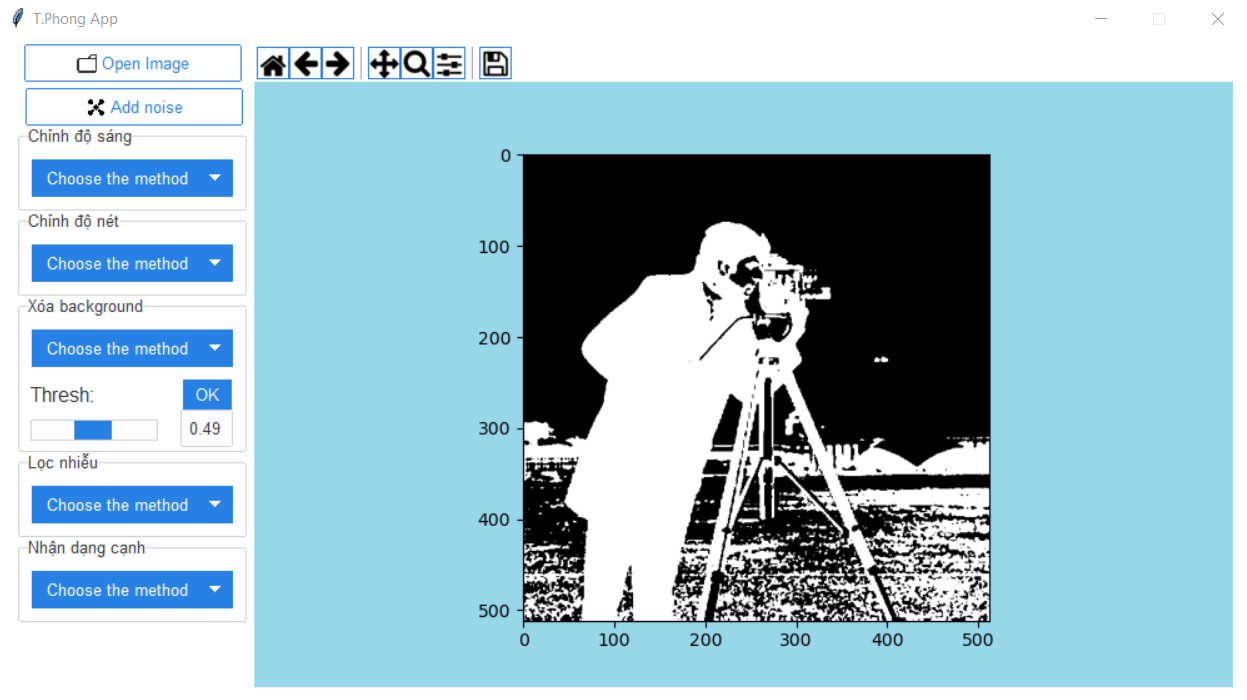 T.Phong App
Open Image
Add noise
Chỉnh độ sáng
Choose the method
Chỉnh độ nét
Choose the method
Xóa background
Choose the method
Thresh:
OK
0.49
Lọc nhiễu
Choose the method
Nhận dạng cạnh
Choose the method
0
100
200
300
400
500
0 100 200 300 400 500